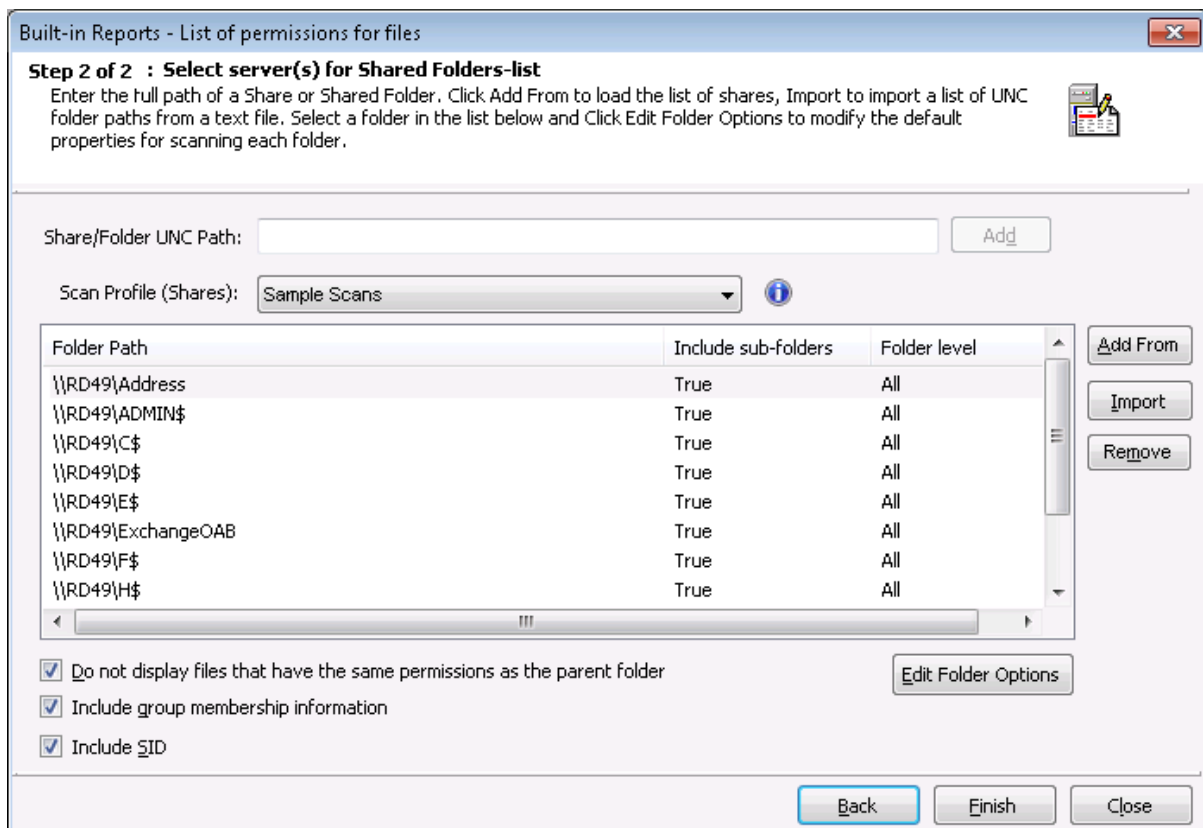 Built-in Reports - List of permissions for files
Step 2 of 2 : Select server(s) for Shared Folders-list
Enter the full path of a Share or Shared Folder. Click Add From to load the list of shares, Import to import a list of UNC
folder paths from a text file. Select a folder in the list below and Click Edit Folder Options to modify the default
properties for scanning each folder.
Share/Folder UNC Path: Add
Scan Profile (Shares): Sample Scans
Folder Path Include sub-folders Folder level Add From
\\RD49\Address True All
\\RD49\ADMIN$ True All Import
\\RD49\C$ True All
\\RD49\D$ True All Remove
\\RD49\E$ True All
\\RD49\ExchangeOAB True All
\\RD49\F$ True All
\\RD49\H$ True All
Do not display files that have the same permissions as the parent folder Edit Folder Options
Include group membership information
Include SID
Back Finish Close